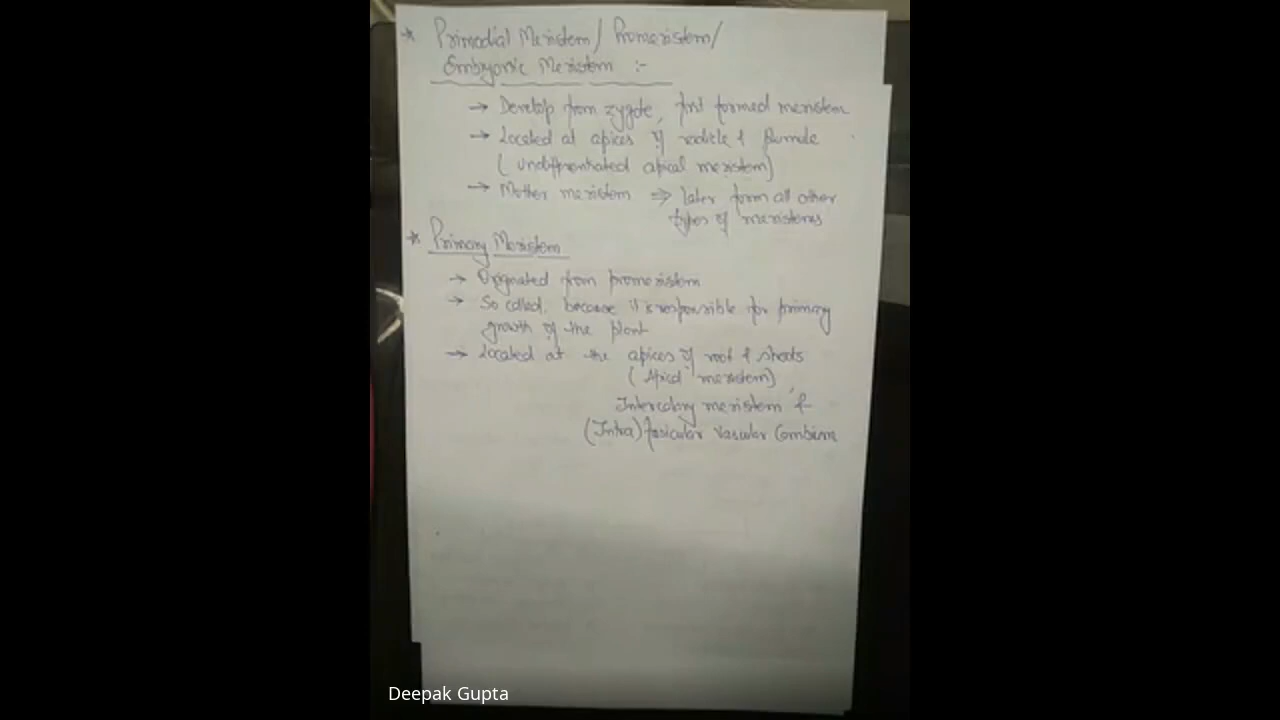 * Primodial Meristem / Promeristem /
Embryonic Meristem :-
→ Develop from zygote, first formed meristem
→ Located at apices of radicle & plumule
( undifferentiated apical meristem)
→ Mother meristem ⇒ later form all other
types of meristems
* Primary Meristem
→ Originated from promeristem
→ So called, because it is responsible for primary
growth of the plant
→ Located at the apices of root & shoots
( Apical meristem)
Intercalary meristem &
(Intra) fasicular vascular Cambium
Deepak Gupta